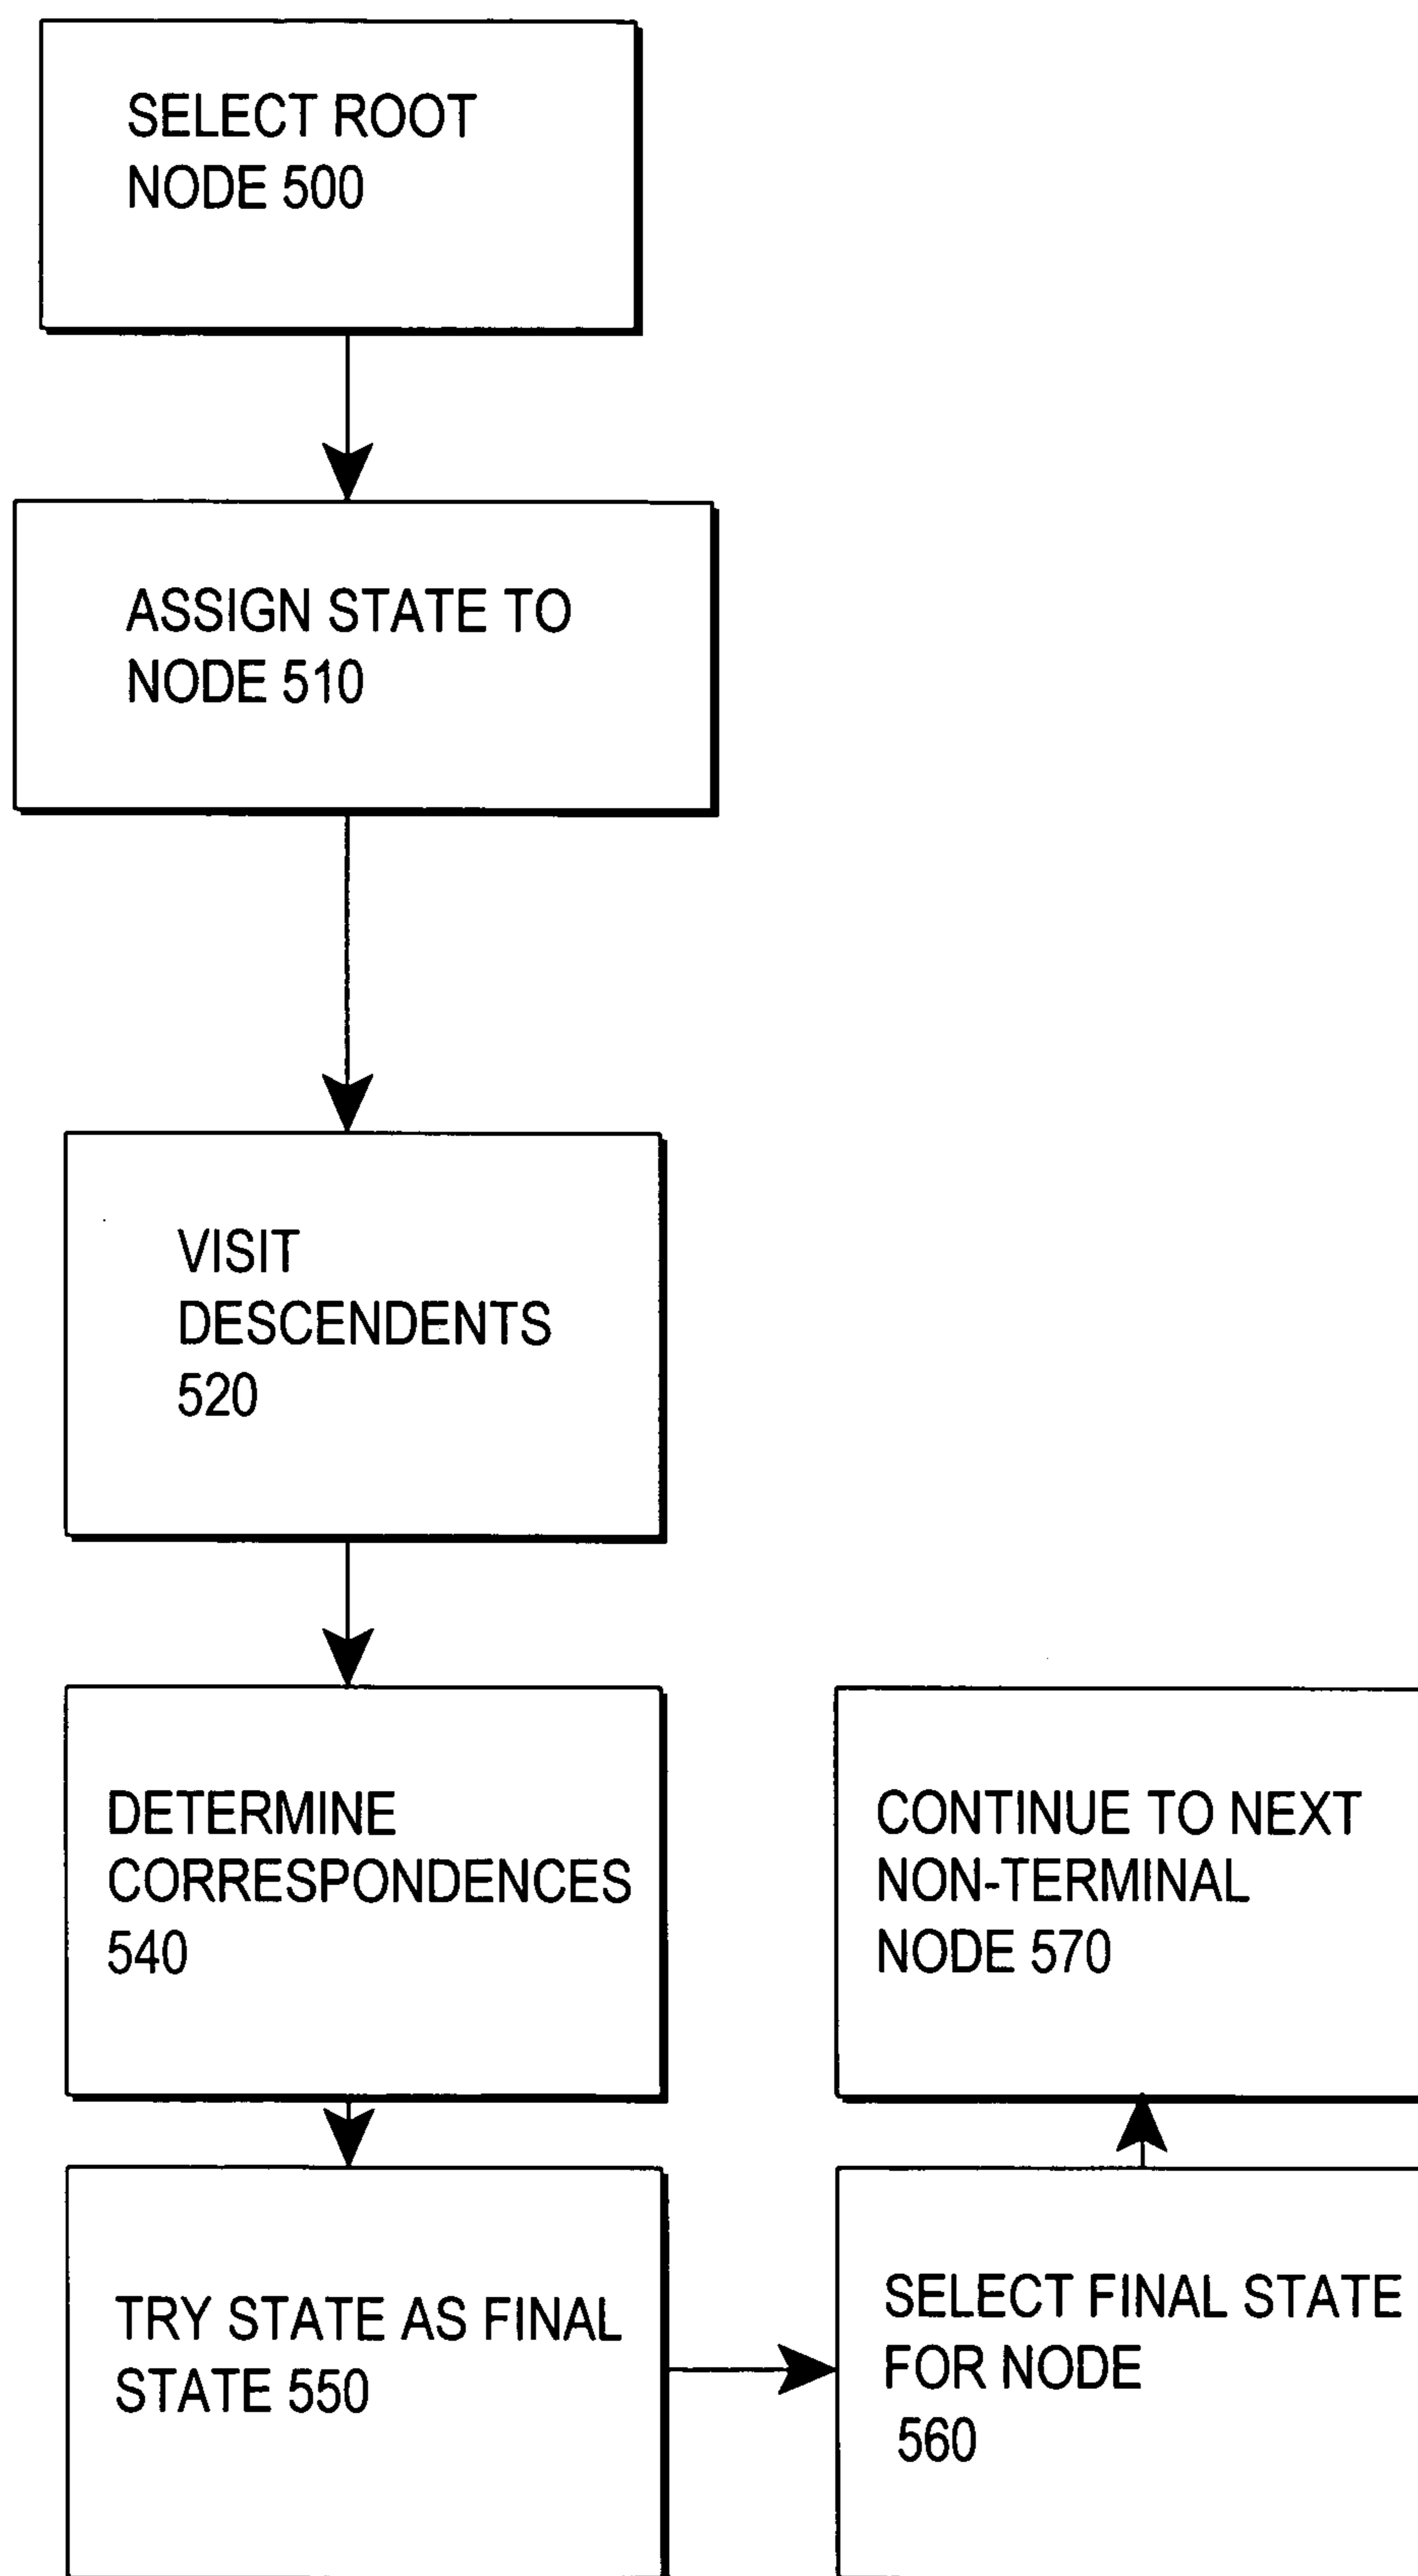 SELECT ROOT
NODE 500
ASSIGN STATE TO
NODE 510
VISIT
DESCENDENTS
520
DETERMINE
CORRESPONDENCES
540
TRY STATE AS FINAL
STATE 550
SELECT FINAL STATE
FOR NODE
560
CONTINUE TO NEXT
NON-TERMINAL
NODE 570